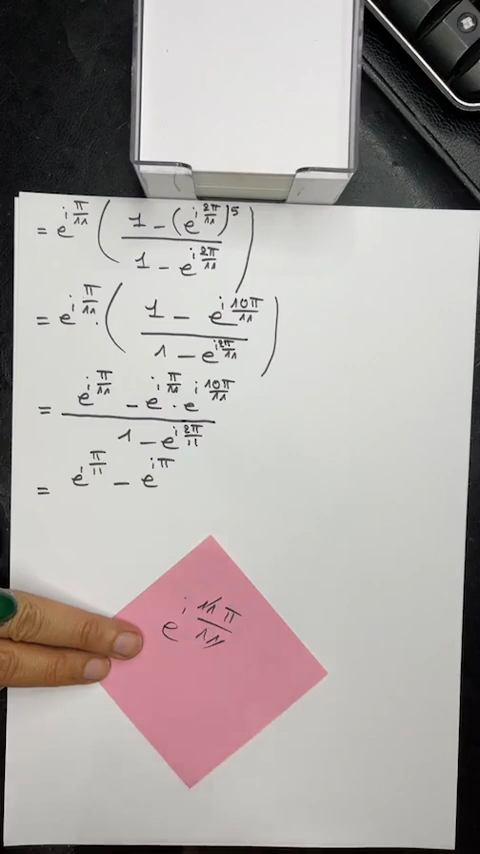 = e^{i π/11} ( (1 - (e^{i 2π/11})^5) / (1 - e^{i 2π/11}) )
= e^{i π/11} · ( (1 - e^{i 10π/11}) / (1 - e^{i 2π/11}) )
= (e^{i π/11} - e^{i π/11} · e^{i 10π/11}) / (1 - e^{i 2π/11})
= e^{i π/11} - e^{iπ}
e^{i 11π/11}